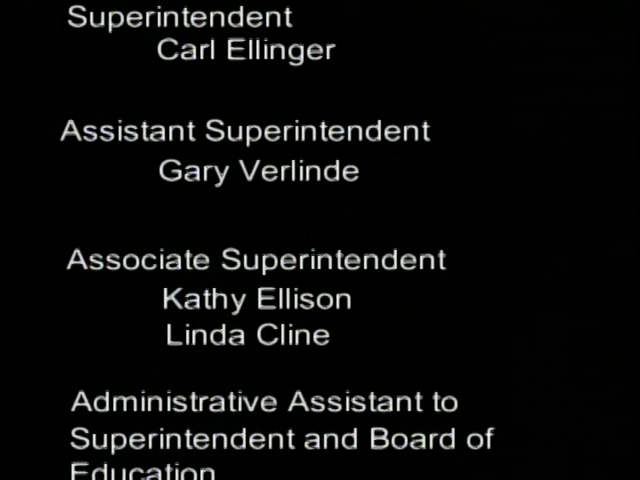 Superintendent
Carl Ellinger
Assistant Superintendent
Gary Verlinde
Associate Superintendent
Kathy Ellison
Linda Cline
Administrative Assistant to
Superintendent and Board of
Education